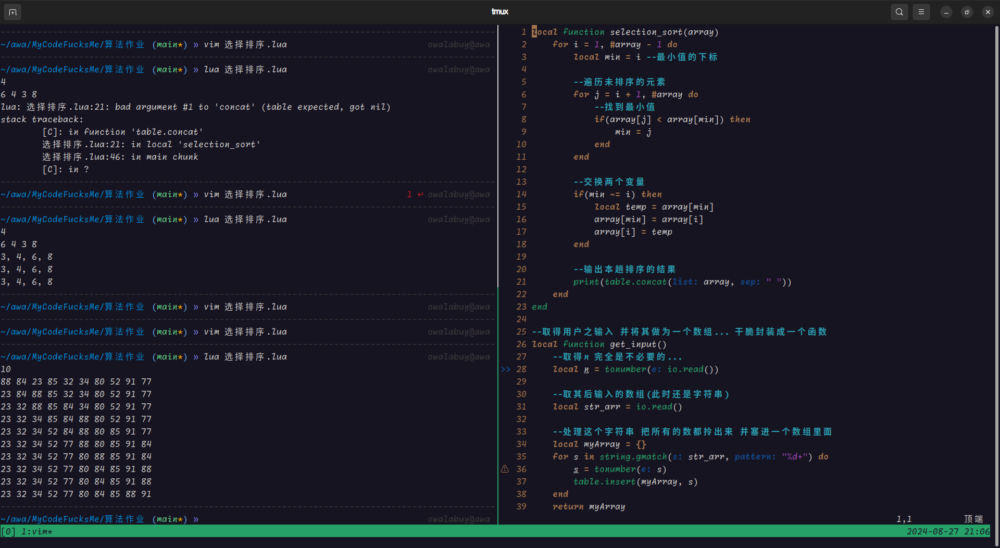 tmux
~/awa/MyCodeFucksMe/算法作业 (main*) » vim 选择排序.lua owalabuy@awa
~/awa/MyCodeFucksMe/算法作业 (main*) » lua 选择排序.lua owalabuy@awa
4
6 4 3 8
lua: 选择排序.lua:21: bad argument #1 to 'concat' (table expected, got nil)
stack traceback:
[C]: in function 'table.concat'
选择排序.lua:21: in local 'selection_sort'
选择排序.lua:46: in main chunk
[C]: in ?
~/awa/MyCodeFucksMe/算法作业 (main*) » vim 选择排序.lua 1 ↵ owalabuy@awa
~/awa/MyCodeFucksMe/算法作业 (main*) » lua 选择排序.lua owalabuy@awa
4
6 4 3 8
3, 4, 6, 8
3, 4, 6, 8
3, 4, 6, 8
~/awa/MyCodeFucksMe/算法作业 (main*) » vim 选择排序.lua owalabuy@awa
~/awa/MyCodeFucksMe/算法作业 (main*) » vim 选择排序.lua owalabuy@awa
~/awa/MyCodeFucksMe/算法作业 (main*) » lua 选择排序.lua owalabuy@awa
10
88 84 23 85 32 34 80 52 91 77
23 84 88 85 32 34 80 52 91 77
23 32 88 85 84 34 80 52 91 77
23 32 34 85 84 88 80 52 91 77
23 32 34 52 84 88 80 85 91 77
23 32 34 52 77 88 80 85 91 84
23 32 34 52 77 80 88 85 91 84
23 32 34 52 77 80 84 85 91 88
23 32 34 52 77 80 84 85 91 88
23 32 34 52 77 80 84 85 88 91
~/awa/MyCodeFucksMe/算法作业 (main*) » owalabuy@awa
1 local function selection_sort(array)
2 for i = 1, #array - 1 do
3 local min = i --最小值的下标
4
5 --遍历未排序的元素
6 for j = i + 1, #array do
7 --找到最小值
8 if(array[j] < array[min]) then
9 min = j
10 end
11 end
12
13 --交换两个变量
14 if(min ~= i) then
15 local temp = array[min]
16 array[min] = array[i]
17 array[i] = temp
18 end
19
20 --输出本趟排序的结果
21 print(table.concat(list: array, sep: " "))
22 end
23 end
24
25 --取得用户之输入 并将其做为一个数组... 干脆封装成一个函数
26 local function get_input()
27 --取得n 完全是不必要的...
>> 28 local n = tonumber(e: io.read())
29
30 --取其后输入的数组(此时还是字符串)
31 local str_arr = io.read()
32
33 --处理这个字符串 把所有的数都拎出来 并塞进一个数组里面
34 local myArray = {}
35 for s in string.gmatch(s: str_arr, pattern: "%d+") do
⚠ 36 s = tonumber(e: s)
37 table.insert(myArray, s)
38 end
39 return myArray
1,1 顶端
[0] 1:vim* 2024-08-27 21:06